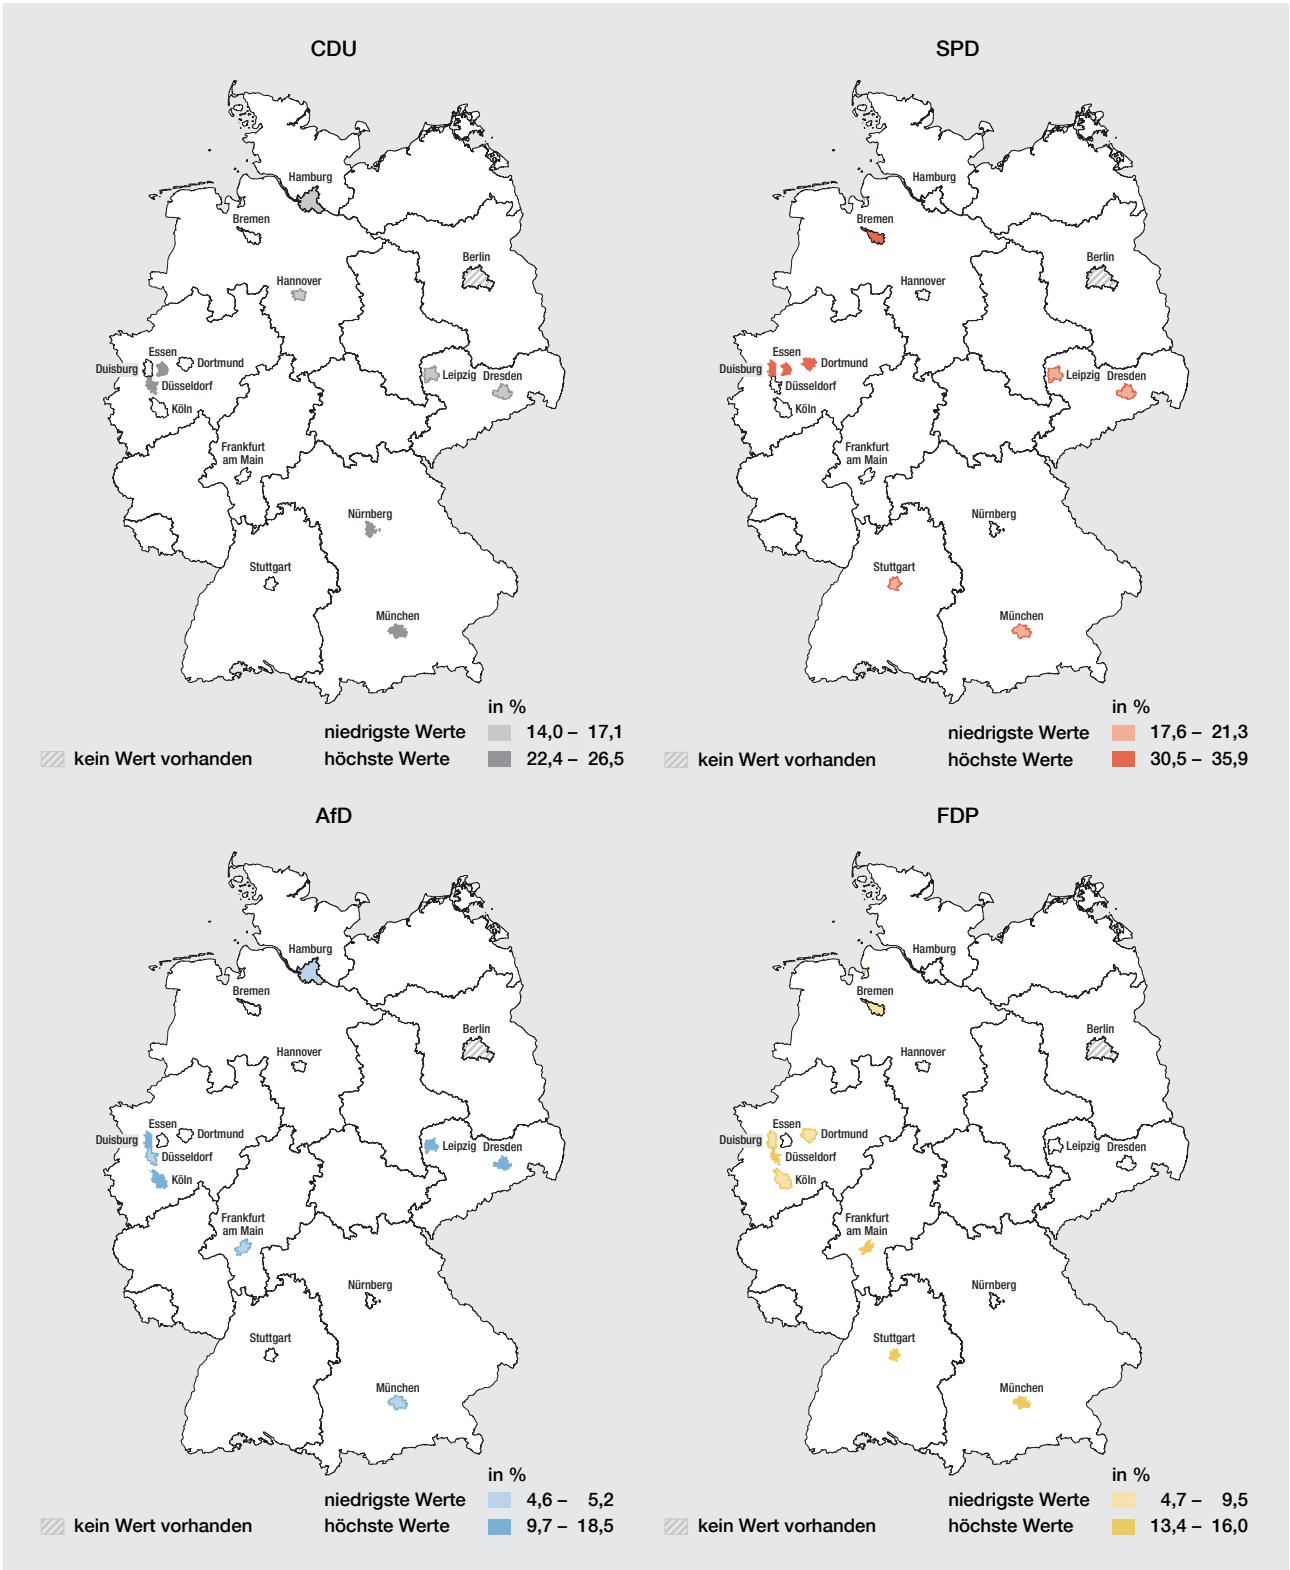 CDU
Hamburg
Bremen
Berlin
Hannover
Essen
Duisburg
Dortmund
Düsseldorf
Leipzig
Dresden
Köln
Frankfurt
am Main
Nürnberg
Stuttgart
München
in %
niedrigste Werte 14,0 – 17,1
kein Wert vorhanden höchste Werte 22,4 – 26,5
SPD
Hamburg
Bremen
Berlin
Hannover
Essen
Duisburg
Dortmund
Düsseldorf
Leipzig
Dresden
Köln
Frankfurt
am Main
Nürnberg
Stuttgart
München
in %
niedrigste Werte 17,6 – 21,3
kein Wert vorhanden höchste Werte 30,5 – 35,9
AfD
Hamburg
Bremen
Berlin
Hannover
Essen
Duisburg
Dortmund
Düsseldorf
Leipzig
Dresden
Köln
Frankfurt
am Main
Nürnberg
Stuttgart
München
in %
niedrigste Werte 4,6 – 5,2
kein Wert vorhanden höchste Werte 9,7 – 18,5
FDP
Hamburg
Bremen
Berlin
Hannover
Essen
Duisburg
Dortmund
Düsseldorf
Leipzig
Dresden
Köln
Frankfurt
am Main
Nürnberg
Stuttgart
München
in %
niedrigste Werte 4,7 – 9,5
kein Wert vorhanden höchste Werte 13,4 – 16,0